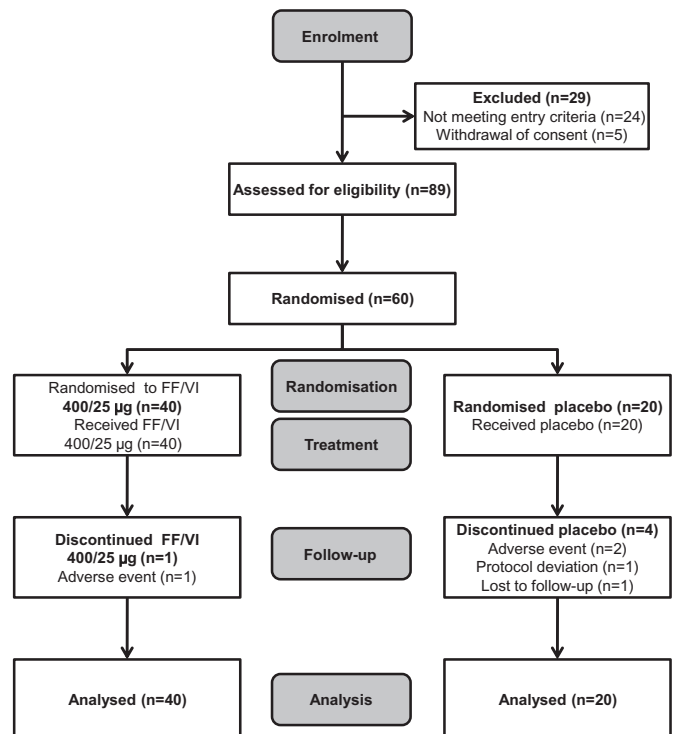 Enrolment
Excluded (n=29)
Not meeting entry criteria (n=24)
Withdrawal of consent (n=5)
Assessed for eligibility (n=89)
Randomised (n=60)
Randomised to FF/VI
400/25 µg (n=40)
Received FF/VI
400/25 µg (n=40)
Randomisation
Treatment
Randomised placebo (n=20)
Received placebo (n=20)
Discontinued FF/VI
400/25 µg (n=1)
Adverse event (n=1)
Follow-up
Discontinued placebo (n=4)
Adverse event (n=2)
Protocol deviation (n=1)
Lost to follow-up (n=1)
Analysed (n=40)
Analysis
Analysed (n=20)